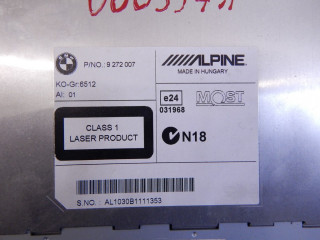 P/NO.: 9 272 007
ALPINE
MADE IN HUNGARY
KO-Gr:6512
AI: 01
e24
031968
MOST
CLASS 1
LASER PRODUCT
N18
S.NO.: AL1030B1111353